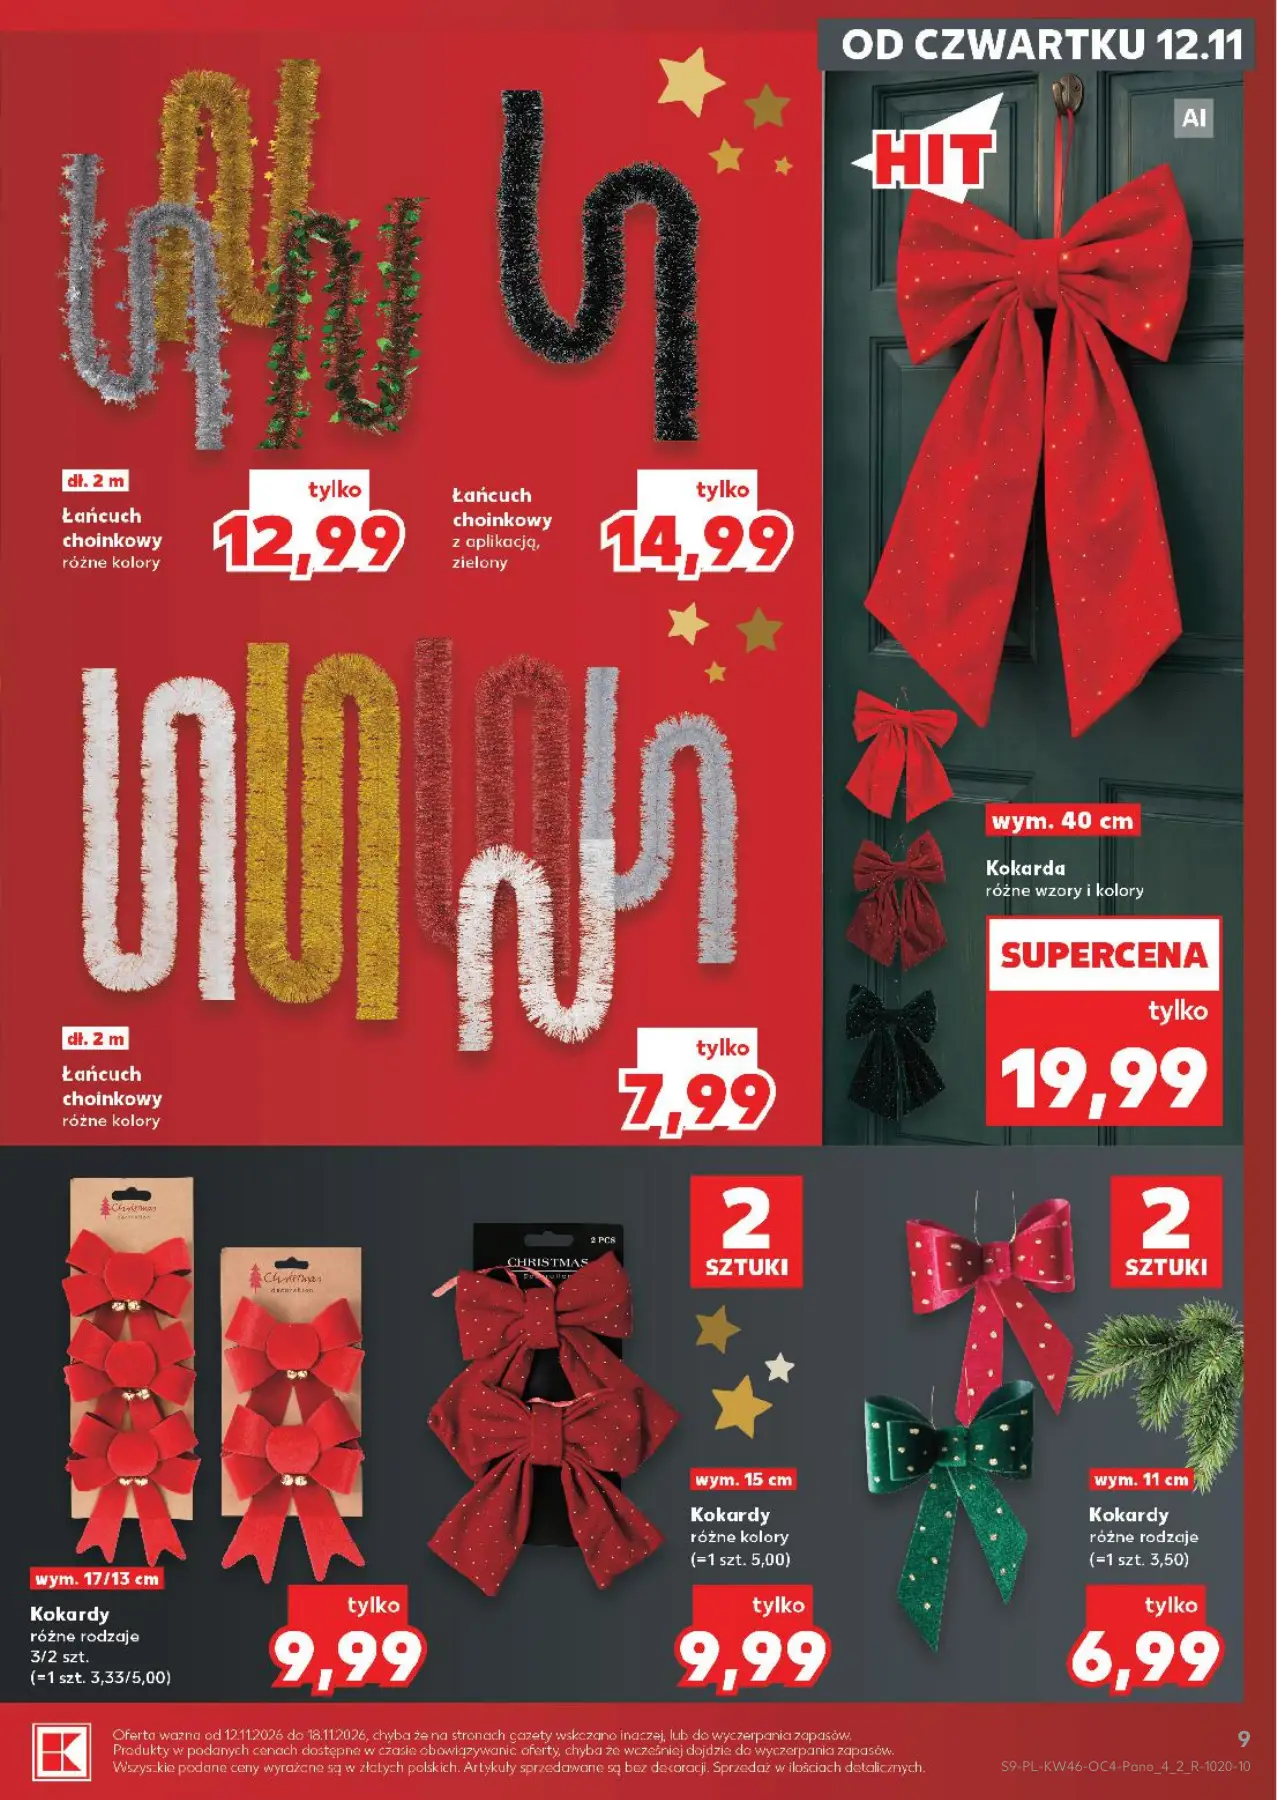 OD CZWARTKU 12.11
AI
HIT
dł. 2 m
Łańcuch
choinkowy
różne kolory
tylko
12,99
Łańcuch
choinkowy
z aplikacją,
zielony
tylko
14,99
wym. 40 cm
Kokarda
różne wzory i kolory
SUPERCENA
tylko
19,99
dł. 2 m
Łańcuch
choinkowy
różne kolory
tylko
7,99
Christmas
decoration
Christmas
decoration
wym. 17/13 cm
Kokardy
różne rodzaje
3/2 szt.
(=1 szt. 3,33/5,00)
tylko
9,99
2 PCS
CHRISTMAS
2
SZTUKI
wym. 15 cm
Kokardy
różne kolory
(=1 szt. 5,00)
tylko
9,99
2
SZTUKI
wym. 11 cm
Kokardy
różne rodzaje
(=1 szt. 3,50)
tylko
6,99
Oferta ważna od 12.11.2026 do 18.11.2026, chyba że na stronach gazety wskazano inaczej, lub do wyczerpania zapasów.
Produkty w podanych cenach dostępne w czasie obowiązywania oferty, chyba że wcześniej dojdzie do wyczerpania zapasów.
Wszystkie podane ceny wyrażone są w złotych polskich. Artykuły sprzedawane są bez dekoracji. Sprzedaż w ilościach detalicznych.
9
S9-PL-KW46-OC4-Pano_4_2_R-1020-10